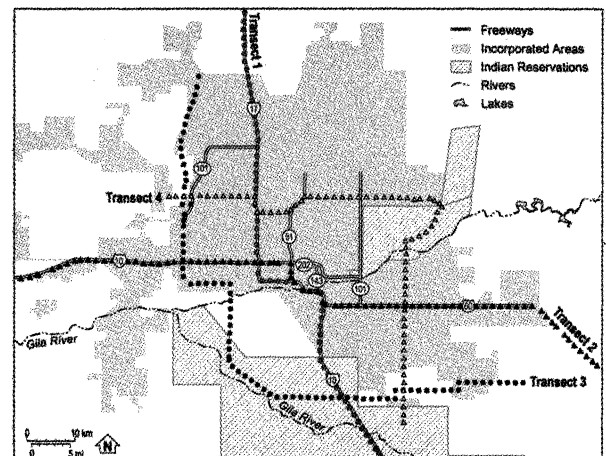 Transect 1
Freeways
Incorporated Areas
Indian Reservations
Rivers
Lakes
17
101
Transect 4
51
10
202
143
101
60
Transect 2
Gila River
10
Transect 3
Gila River
0 10 km
0 5 mi
N